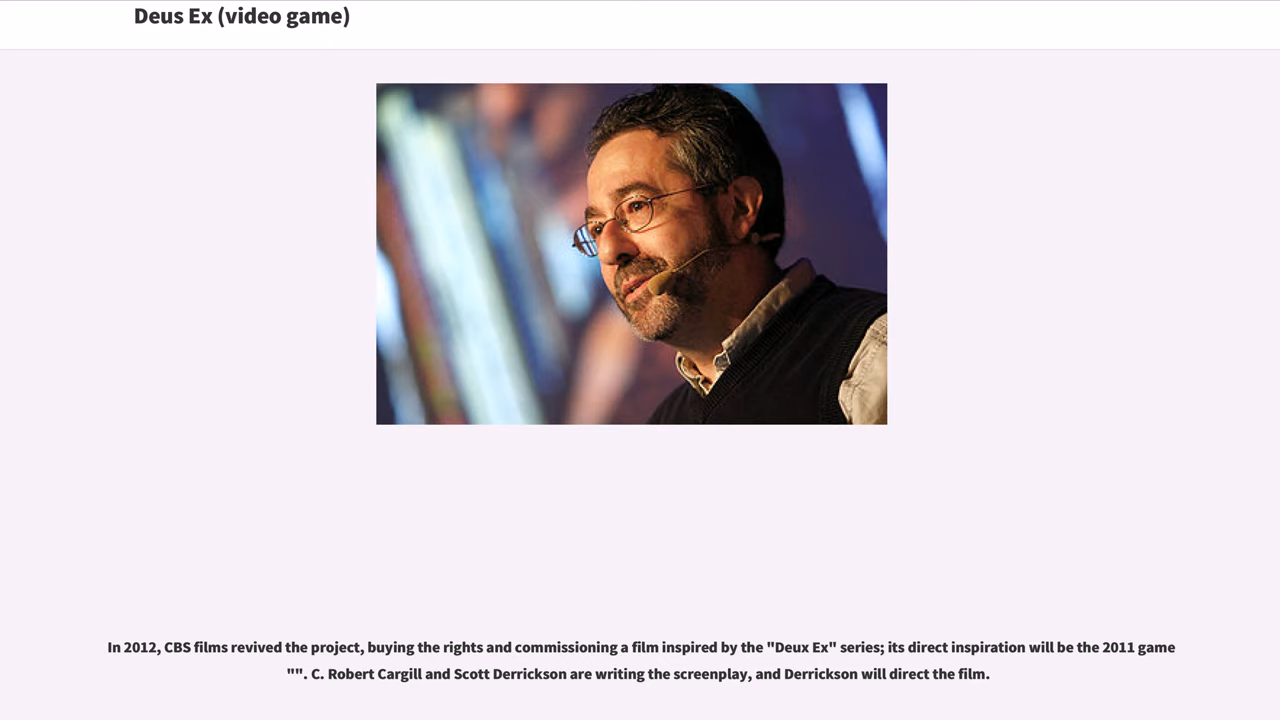 Deus Ex (video game)
In 2012, CBS films revived the project, buying the rights and commissioning a film inspired by the "Deux Ex" series; its direct inspiration will be the 2011 game
"". C. Robert Cargill and Scott Derrickson are writing the screenplay, and Derrickson will direct the film.